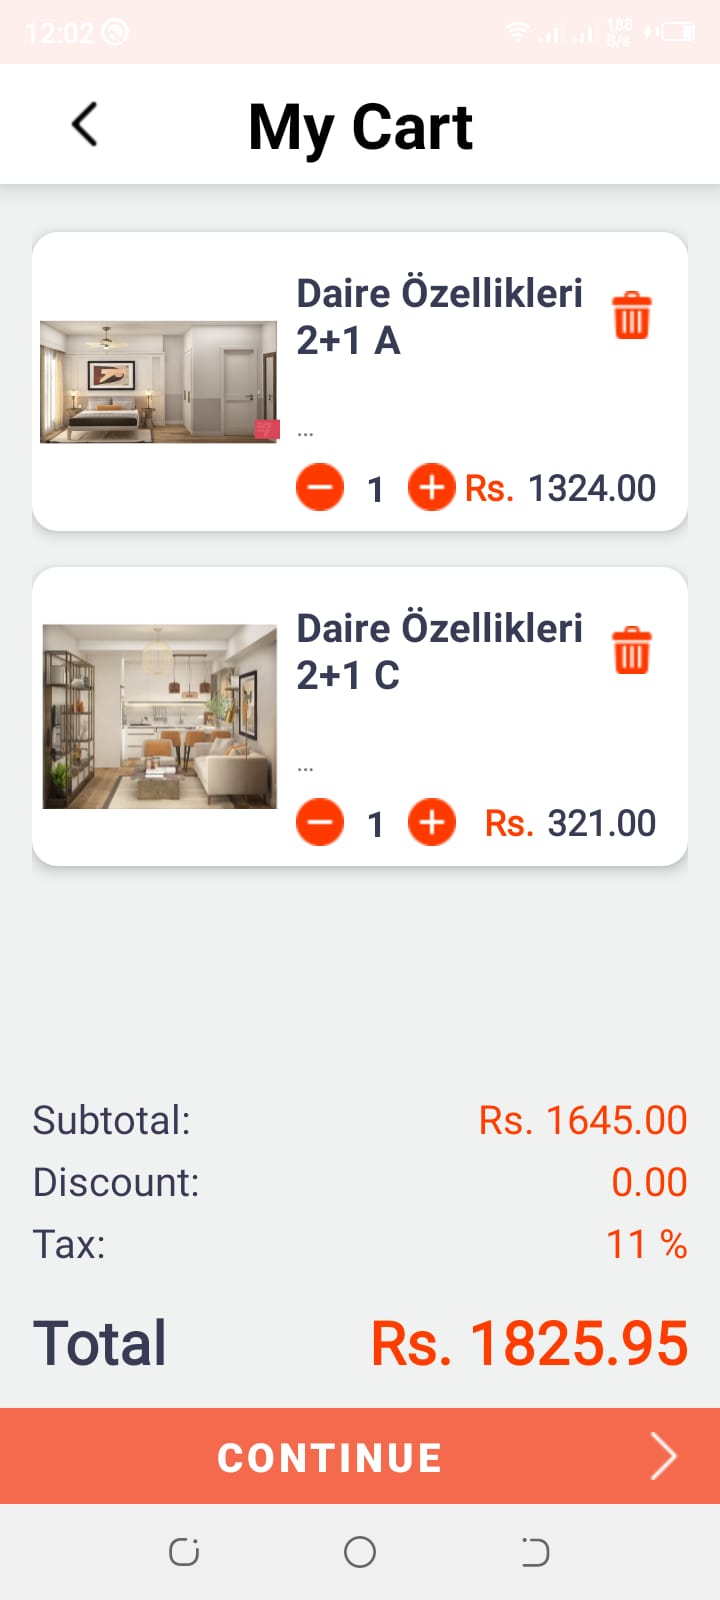 12:02
188
B/s
My Cart
Daire Özellikleri
2+1 A
...
1
Rs. 1324.00
Daire Özellikleri
2+1 C
...
1
Rs. 321.00
Subtotal: Rs. 1645.00
Discount: 0.00
Tax: 11 %
Total Rs. 1825.95
CONTINUE